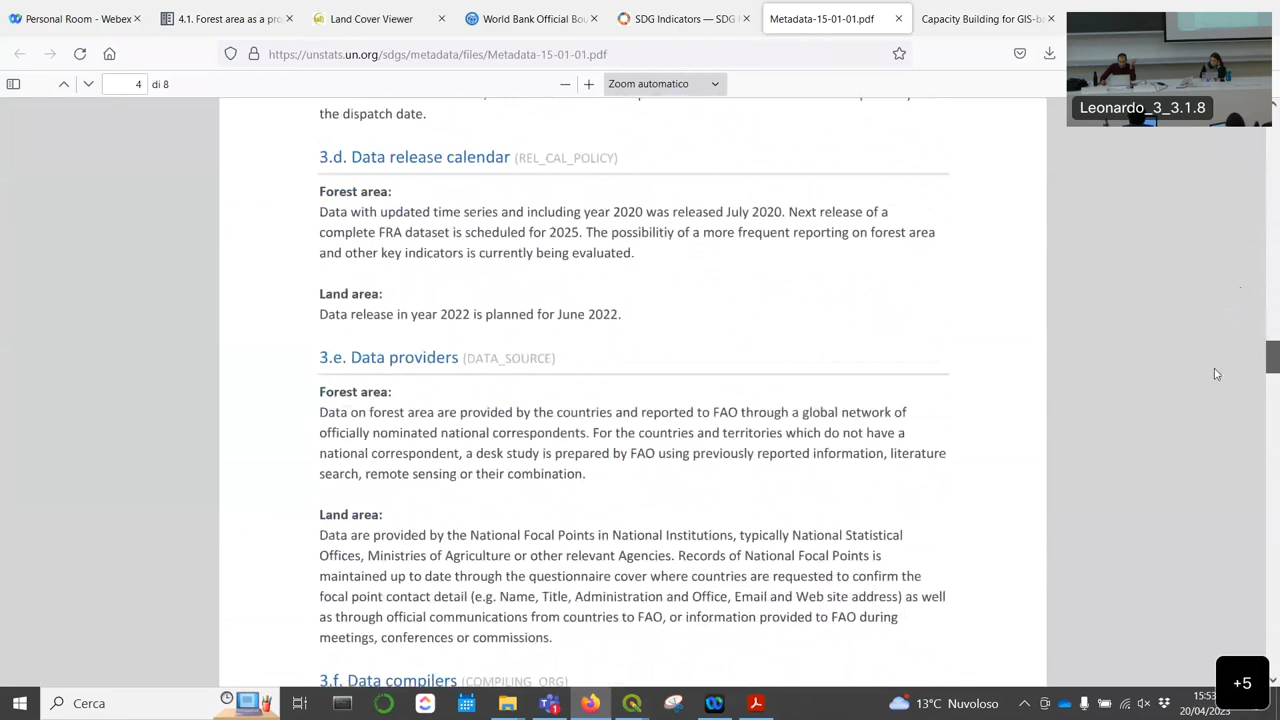 Personal Room - Webex
4.1. Forest area as a pro
Land Cover Viewer
World Bank Official Bou
SDG Indicators — SDG
Metadata-15-01-01.pdf
Capacity Building for GIS-ba
https://unstats.un.org/sdgs/metadata/files/Metadata-15-01-01.pdf
4 di 8
Zoom automatico
Leonardo_3_3.1.8
the dispatch date.
3.d. Data release calendar (REL_CAL_POLICY)
Forest area:
Data with updated time series and including year 2020 was released July 2020. Next release of a
complete FRA dataset is scheduled for 2025. The possibilitiy of a more frequent reporting on forest area
and other key indicators is currently being evaluated.
Land area:
Data release in year 2022 is planned for June 2022.
3.e. Data providers (DATA_SOURCE)
Forest area:
Data on forest area are provided by the countries and reported to FAO through a global network of
officially nominated national correspondents. For the countries and territories which do not have a
national correspondent, a desk study is prepared by FAO using previously reported information, literature
search, remote sensing or their combination.
Land area:
Data are provided by the National Focal Points in National Institutions, typically National Statistical
Offices, Ministries of Agriculture or other relevant Agencies. Records of National Focal Points is
maintained up to date through the questionnaire cover where countries are requested to confirm the
focal point contact detail (e.g. Name, Title, Administration and Office, Email and Web site address) as well
as through official communications from countries to FAO, or information provided to FAO during
meetings, conferences or commissions.
3.f. Data compilers (COMPILING_ORG)
+5
Cerca
13°C Nuvoloso
15:53
20/04/2023